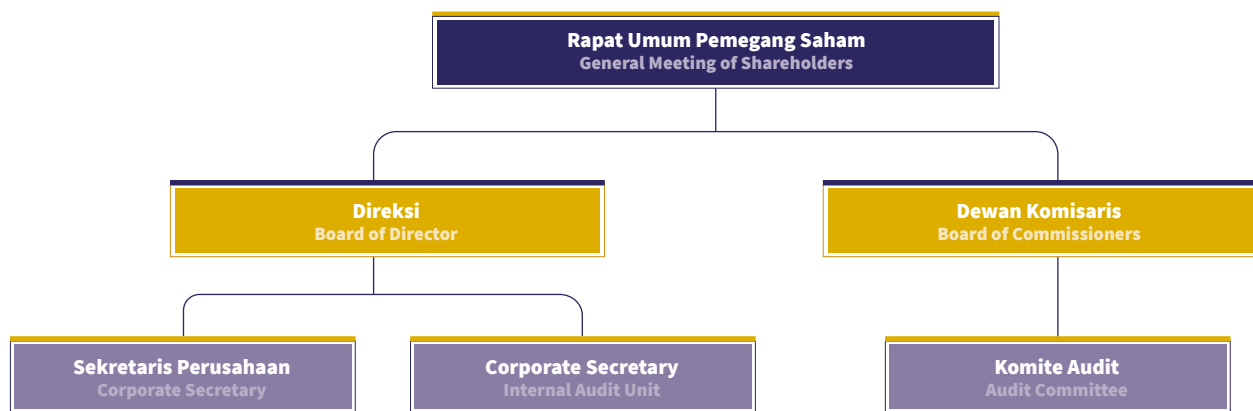 Rapat Umum Pemegang Saham
General Meeting of Shareholders
Direksi
Board of Director
Dewan Komisaris
Board of Commissioners
Sekretaris Perusahaan
Corporate Secretary
Corporate Secretary
Internal Audit Unit
Komite Audit
Audit Committee